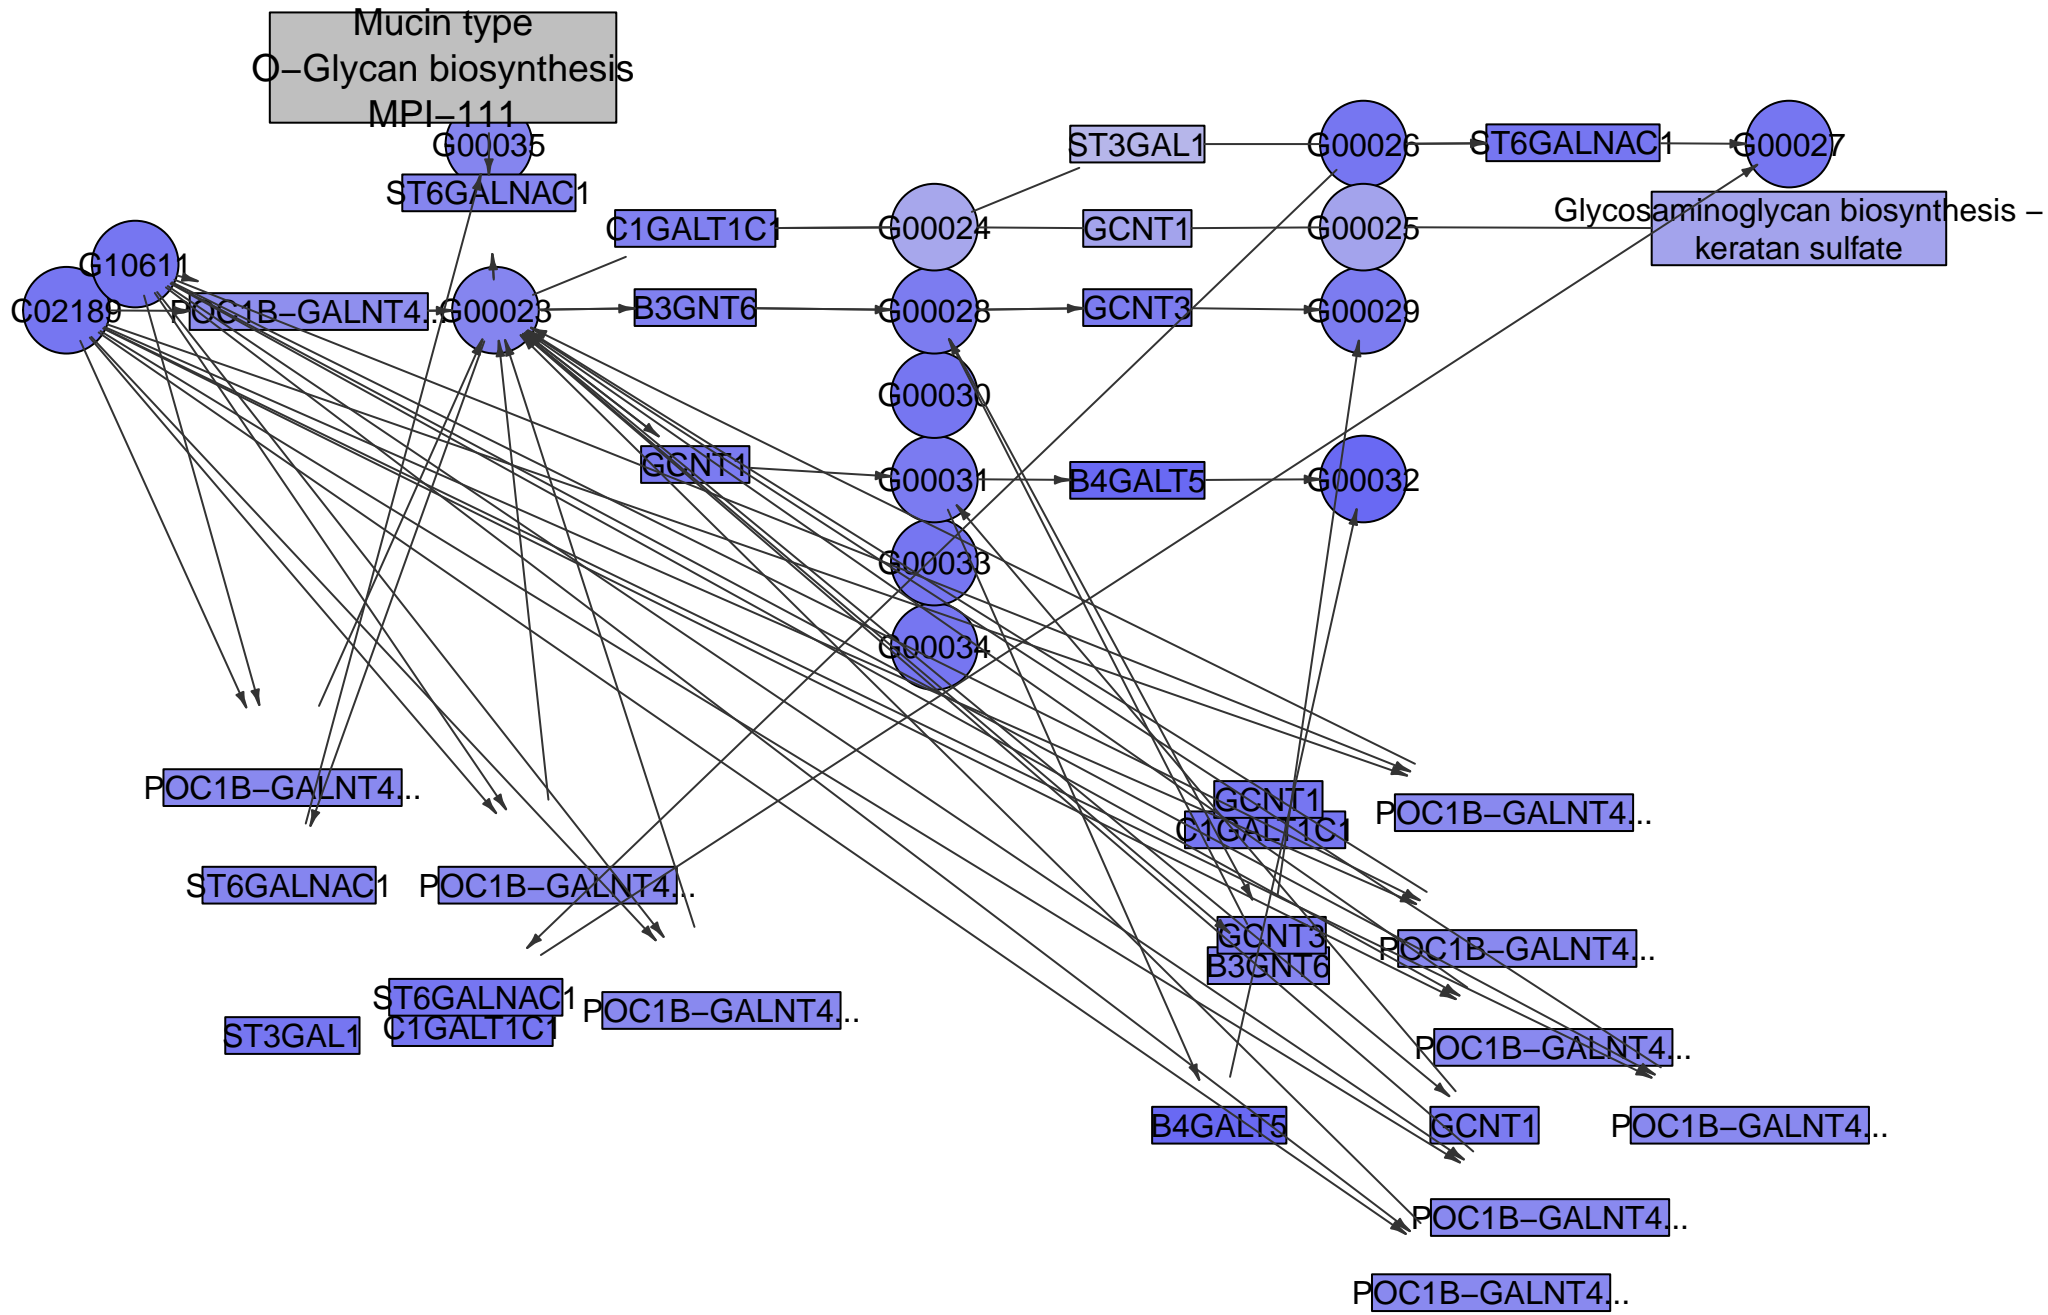 Mucin type
O−Glycan biosynthesis
MPI−111
G00035
ST6GALNAC1
ST3GAL1
G00026
ST6GALNAC1
G00027
C1GALT1C1
G00024
GCNT1
G00025
Glycosaminoglycan biosynthesis −
keratan sulfate
G10611
C02189
POC1B−GALNT4...
G00023
B3GNT6
G00028
GCNT3
G00029
G00030
GCNT1
G00031
B4GALT5
G00032
G00033
G00034
POC1B−GALNT4...
GCNT1
C1GALT1C1
POC1B−GALNT4...
ST6GALNAC1
POC1B−GALNT4...
GCNT3
B3GNT6
POC1B−GALNT4...
ST6GALNAC1
C1GALT1C1
ST3GAL1
POC1B−GALNT4...
POC1B−GALNT4...
B4GALT5
GCNT1
POC1B−GALNT4...
POC1B−GALNT4...
POC1B−GALNT4...